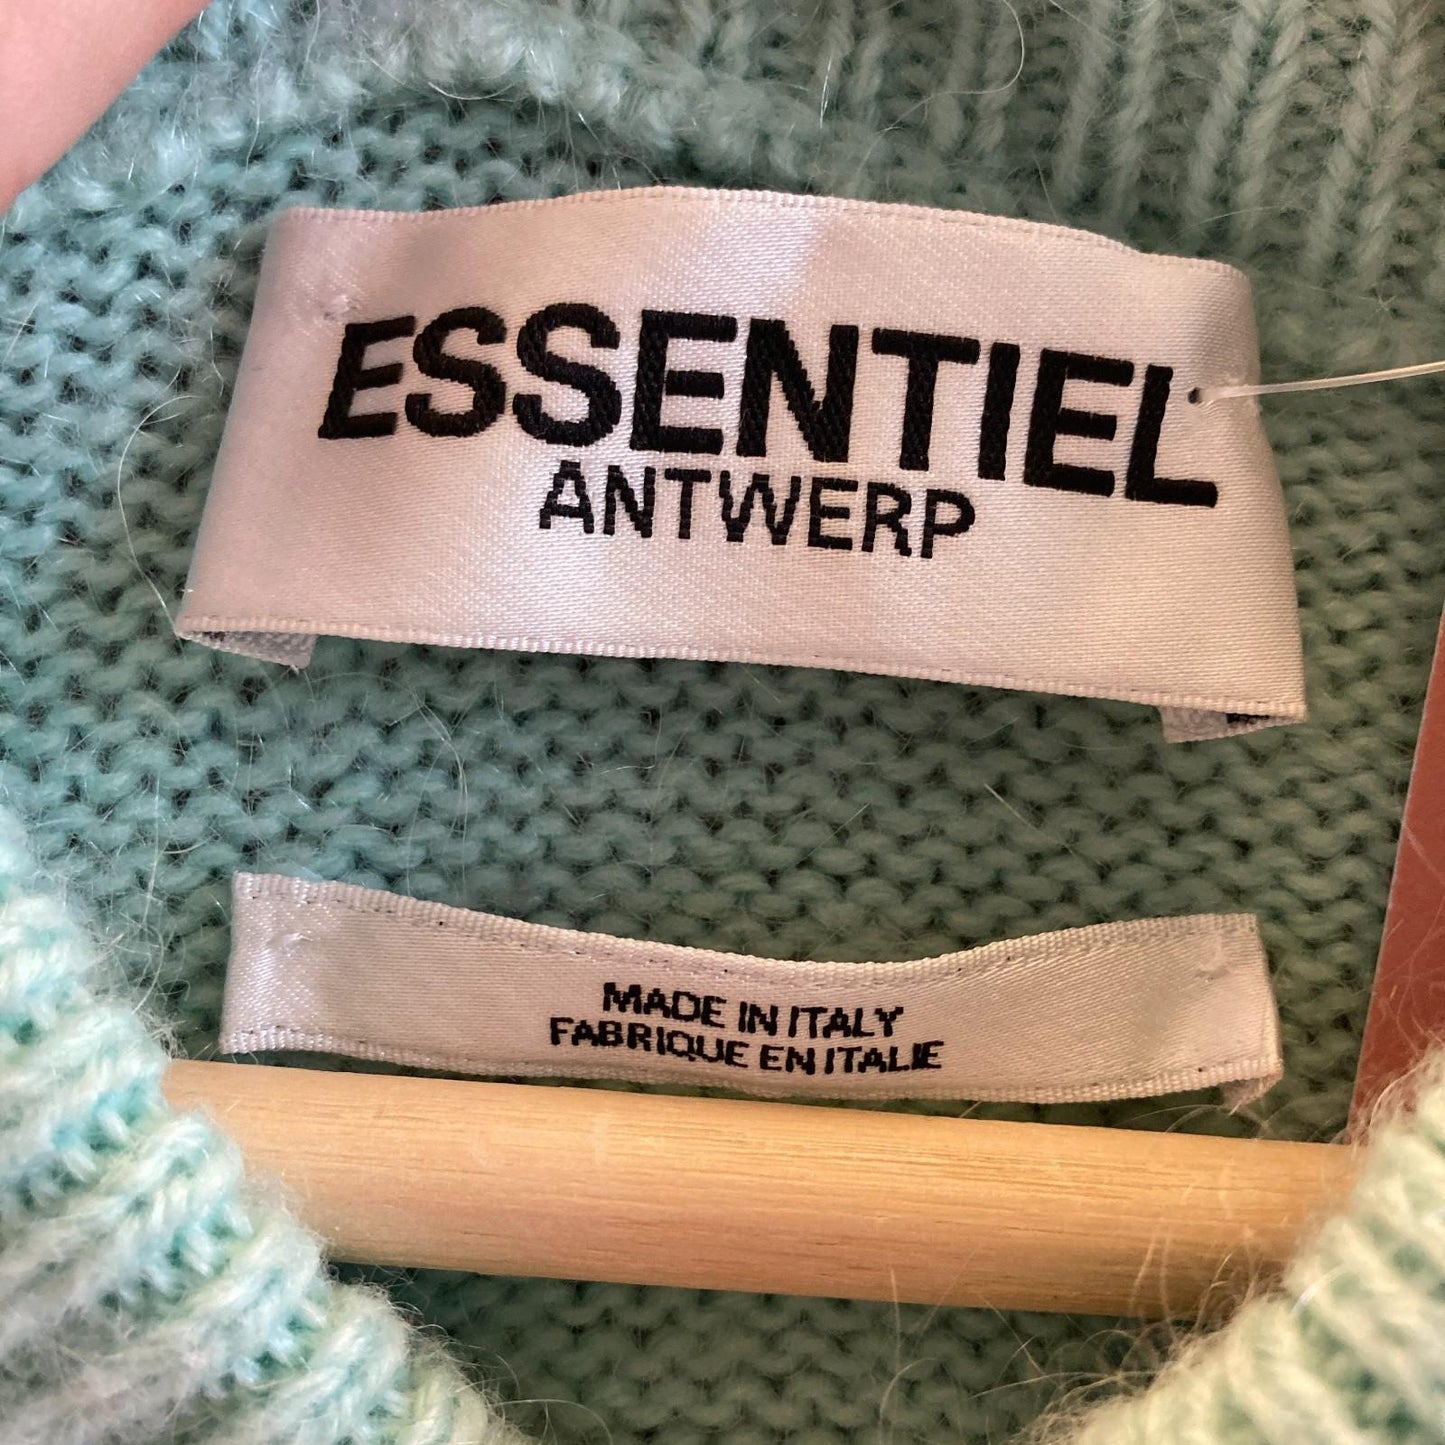 ESSENTIEL
ANTWERP
MADE IN ITALY
FABRIQUE EN ITALIE